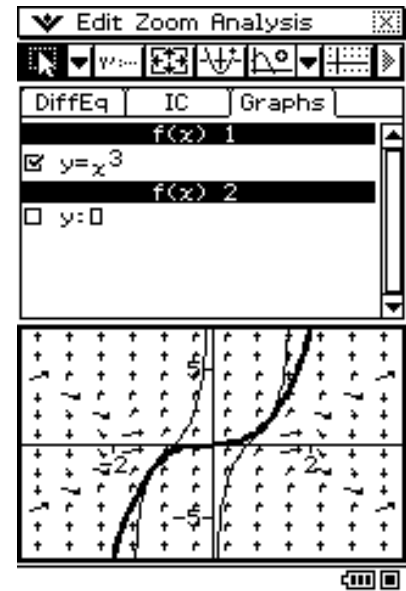 Edit Zoom Analysis
DiffEq IC Graphs
f(x) 1
y=x³
f(x) 2
y:□
5
-2 2
-5